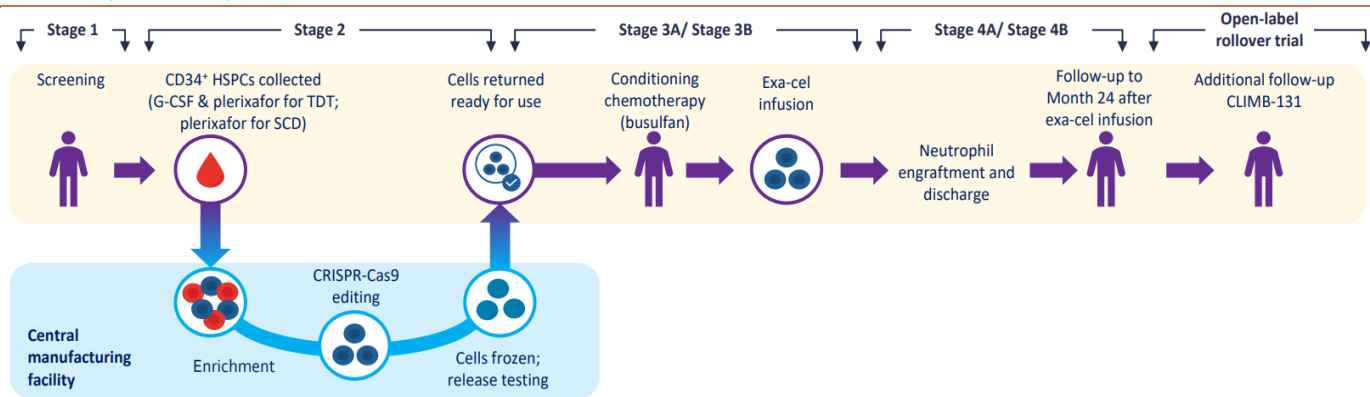 Stage 1
Stage 2
Stage 3A/ Stage 3B
Stage 4A/ Stage 4B
Open-label
rollover trial
Screening
CD34⁺ HSPCs collected
(G-CSF & plerixafor for TDT;
plerixafor for SCD)
Cells returned
ready for use
Conditioning
chemotherapy
(busulfan)
Exa-cel
infusion
Neutrophil
engraftment and
discharge
Follow-up to
Month 24 after
exa-cel infusion
Additional follow-up
CLIMB-131
Central
manufacturing
facility
Enrichment
CRISPR-Cas9
editing
Cells frozen;
release testing